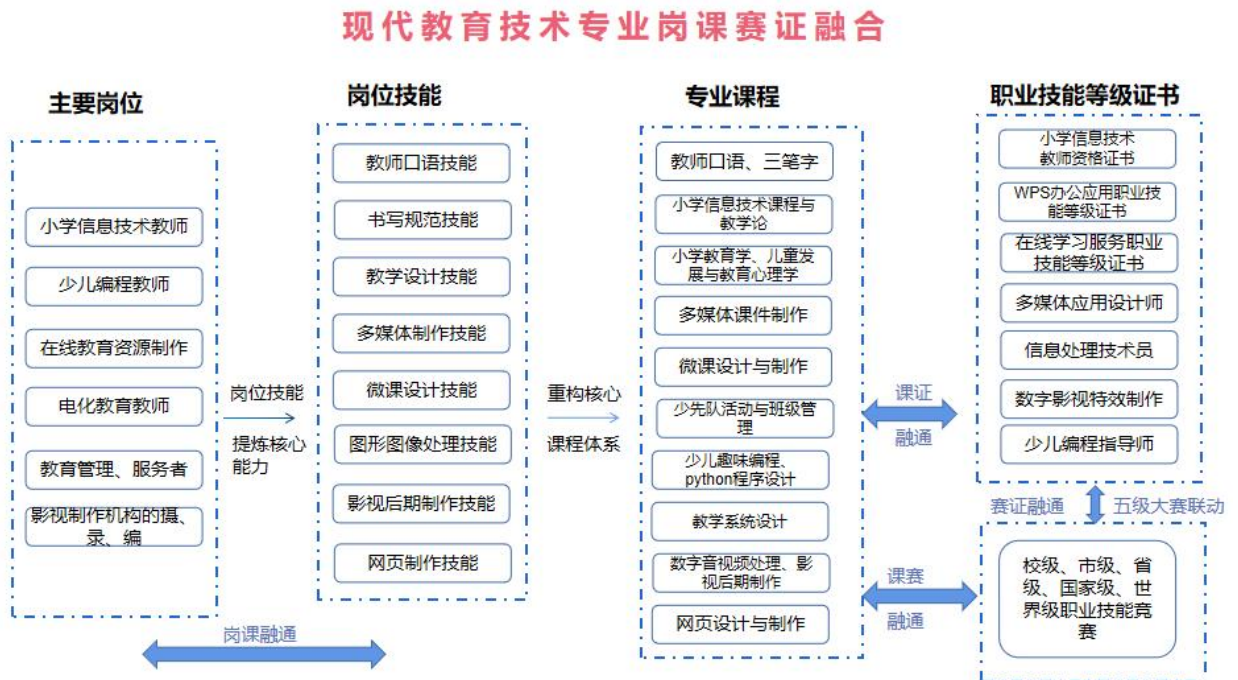 现代教育技术专业岗课赛证融合
主要岗位
小学信息技术教师
少儿编程教师
在线教育资源制作
电化教育教师
教育管理、服务者
影视制作机构的摄、
录、编
岗位技能
提炼核心
能力
岗位技能
教师口语技能
书写规范技能
教学设计技能
多媒体制作技能
微课设计技能
图形图像处理技能
影视后期制作技能
网页制作技能
岗课融通
重构核心
课程体系
专业课程
教师口语、三笔字
小学信息技术课程与
教学论
小学教育学、儿童发
展与教育心理学
多媒体课件制作
微课设计与制作
少先队活动与班级管
理
少儿趣味编程、
python程序设计
教学系统设计
数字音视频处理、影
视后期制作
网页设计与制作
课证
融通
课赛
融通
职业技能等级证书
小学信息技术
教师资格证书
WPS办公应用职业技
能等级证书
在线学习服务职业
技能等级证书
多媒体应用设计师
信息处理技术员
数字影视特效制作
少儿编程指导师
赛证融通
五级大赛联动
校级、市级、省
级、国家级、世
界级职业技能竞
赛